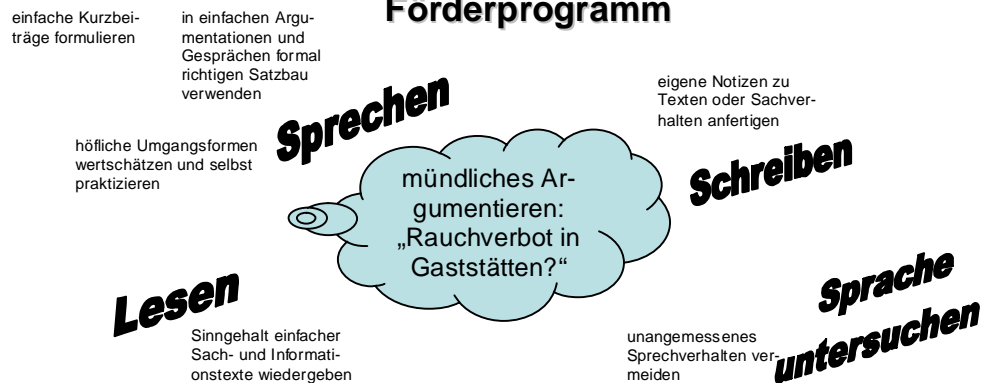 Förderprogramm
einfache Kurzbei-
träge formulieren
in einfachen Argu-
mentationen und
Gesprächen formal
richtigen Satzbau
verwenden
Sprechen
höfliche Umgangsformen
wertschätzen und selbst
praktizieren
eigene Notizen zu
Texten oder Sachver-
halten anfertigen
Schreiben
mündliches Ar-
gumentieren:
„Rauchverbot in
Gaststätten?“
Lesen
Sinngehalt einfacher
Sach- und Informati-
onstexte wiedergeben
Sprache
untersuchen
unangemessenes
Sprechverhalten ver-
meiden